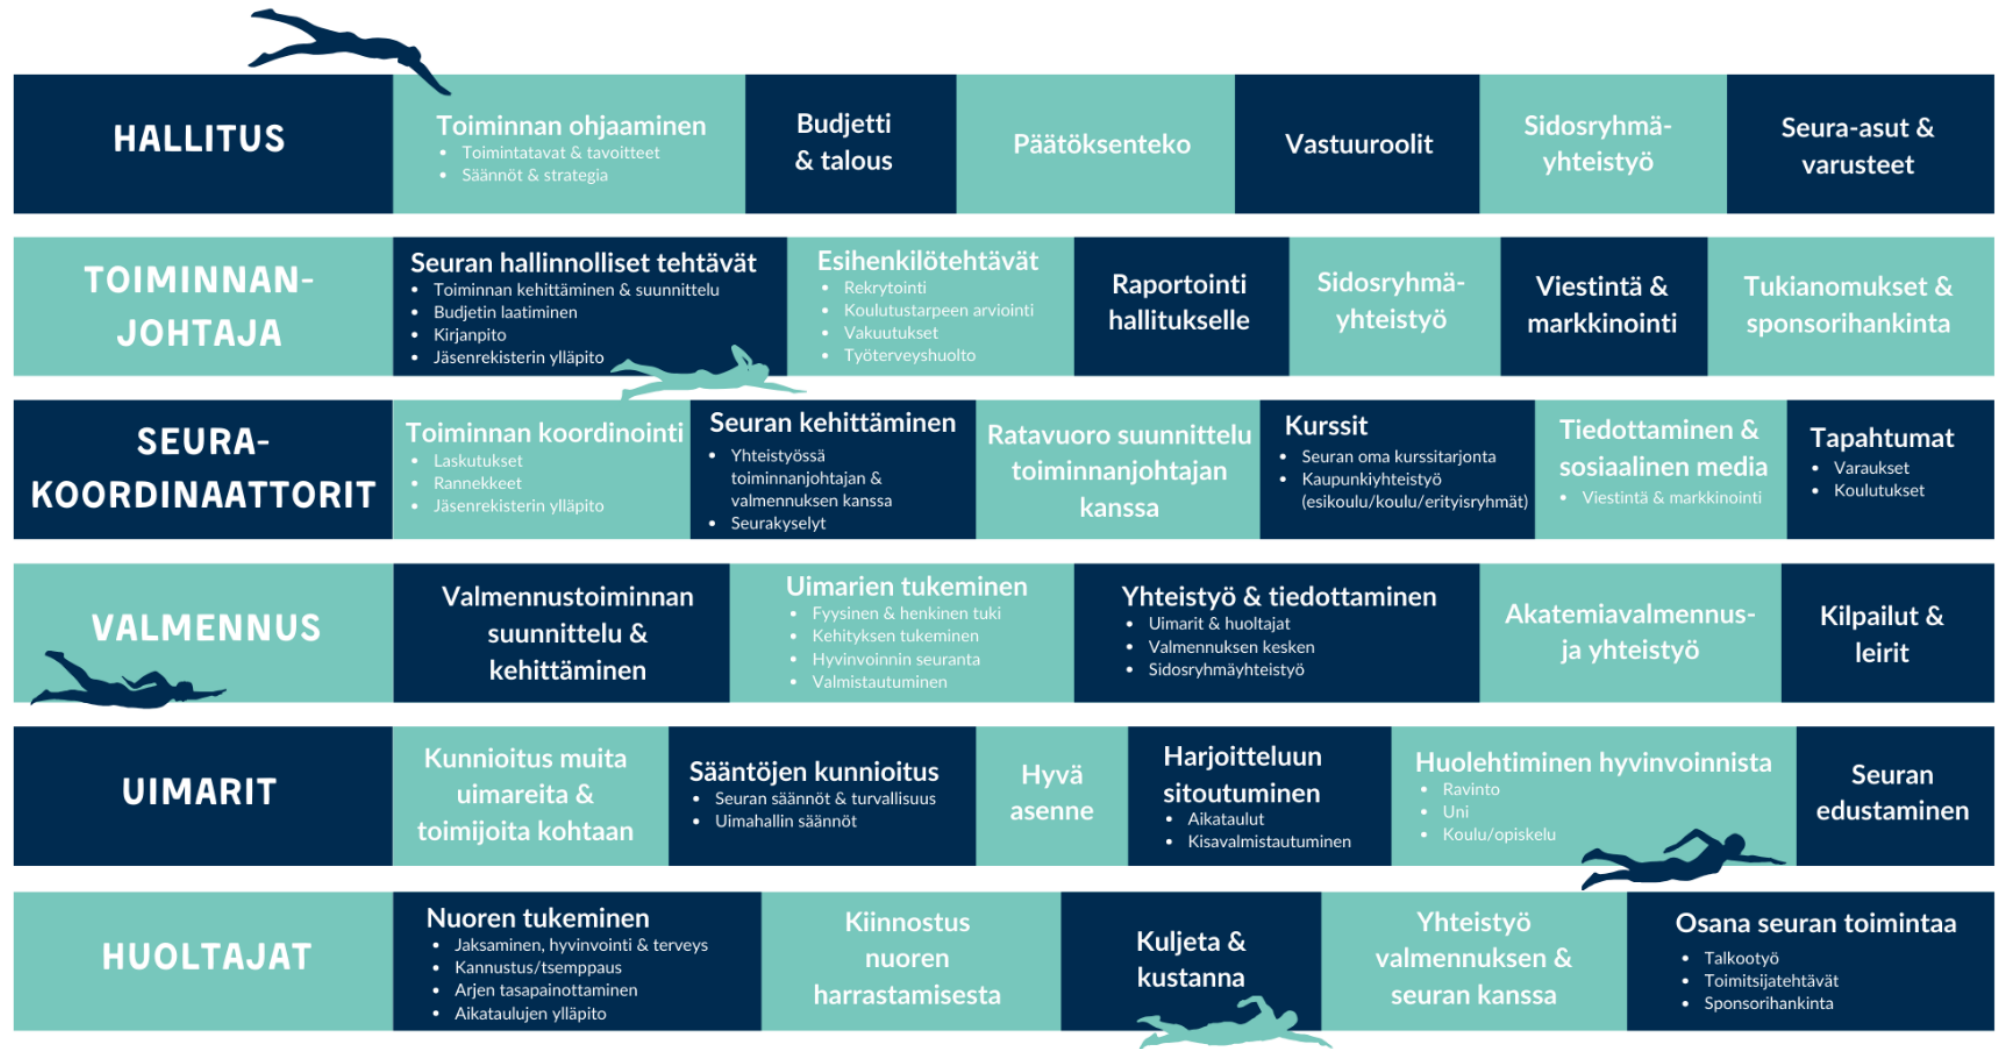 HALLITUS
Toiminnan ohjaaminen
• Toimintatavat & tavoitteet
• Säännöt & strategia
Budjetti
& talous
Päätöksenteko
Vastuuroolit
Sidosryhmä-
yhteistyö
Seura-asut &
varusteet
TOIMINNAN-
JOHTAJA
Seuran hallinnolliset tehtävät
• Toiminnan kehittäminen & suunnittelu
• Budjetin laatiminen
• Kirjanpito
• Jäsenrekisterin ylläpito
Esihenkilötehtävät
• Rekrytointi
• Koulutustarpeen arviointi
• Vakuutukset
• Työterveyshuolto
Raportointi
hallitukselle
Sidosryhmä-
yhteistyö
Viestintä &
markkinointi
Tukianomukset &
sponsorihankinta
SEURA-
KOORDINAATTORIT
Toiminnan koordinointi
• Laskutukset
• Rannekkeet
• Jäsenrekisterin ylläpito
Seuran kehittäminen
• Yhteistyössä
toiminnanjohtajan &
valmennuksen kanssa
• Seurakyselyt
Ratavuoro suunnittelu
toiminnanjohtajan
kanssa
Kurssit
• Seuran oma kurssitarjonta
• Kaupunkiyhteistyö
(esikoulu/koulu/erityisryhmät)
Tiedottaminen &
sosiaalinen media
• Viestintä & markkinointi
Tapahtumat
• Varaukset
• Koulutukset
VALMENNUS
Valmennustoiminnan
suunnittelu &
kehittäminen
Uimarien tukeminen
• Fyysinen & henkinen tuki
• Kehityksen tukeminen
• Hyvinvoinnin seuranta
• Valmistautuminen
Yhteistyö & tiedottaminen
• Uimarit & huoltajat
• Valmennuksen kesken
• Sidosryhmäyhteistyö
Akatemiavalmennus-
ja yhteistyö
Kilpailut &
leirit
UIMARIT
Kunnioitus muita
uimareita &
toimijoita kohtaan
Sääntöjen kunnioitus
• Seuran säännöt & turvallisuus
• Uimahallin säännöt
Hyvä
asenne
Harjoitteluun
sitoutuminen
• Aikataulut
• Kisavalmistautuminen
Huolehtiminen hyvinvoinnista
• Ravinto
• Uni
• Koulu/opiskelu
Seuran
edustaminen
HUOLTAJAT
Nuoren tukeminen
• Jaksaminen, hyvinvointi & terveys
• Kannustus/tsemppaus
• Arjen tasapainottaminen
• Aikataulujen ylläpito
Kiinnostus
nuoren
harrastamisesta
Kuljeta &
kustanna
Yhteistyö
valmennuksen &
seuran kanssa
Osana seuran toimintaa
• Talkootyö
• Toimitsijatehtävät
• Sponsorihankinta